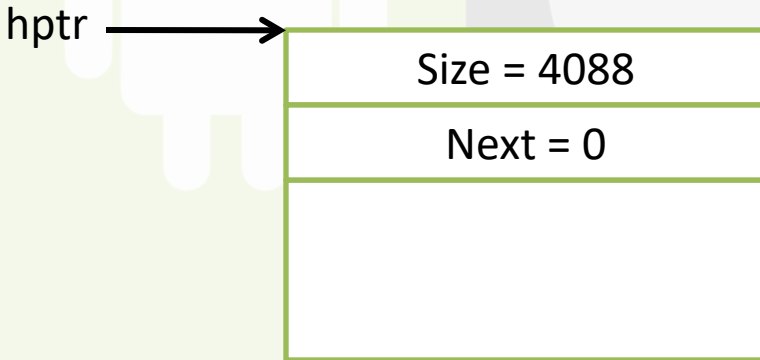 hptr
Size = 4088
Next = 0